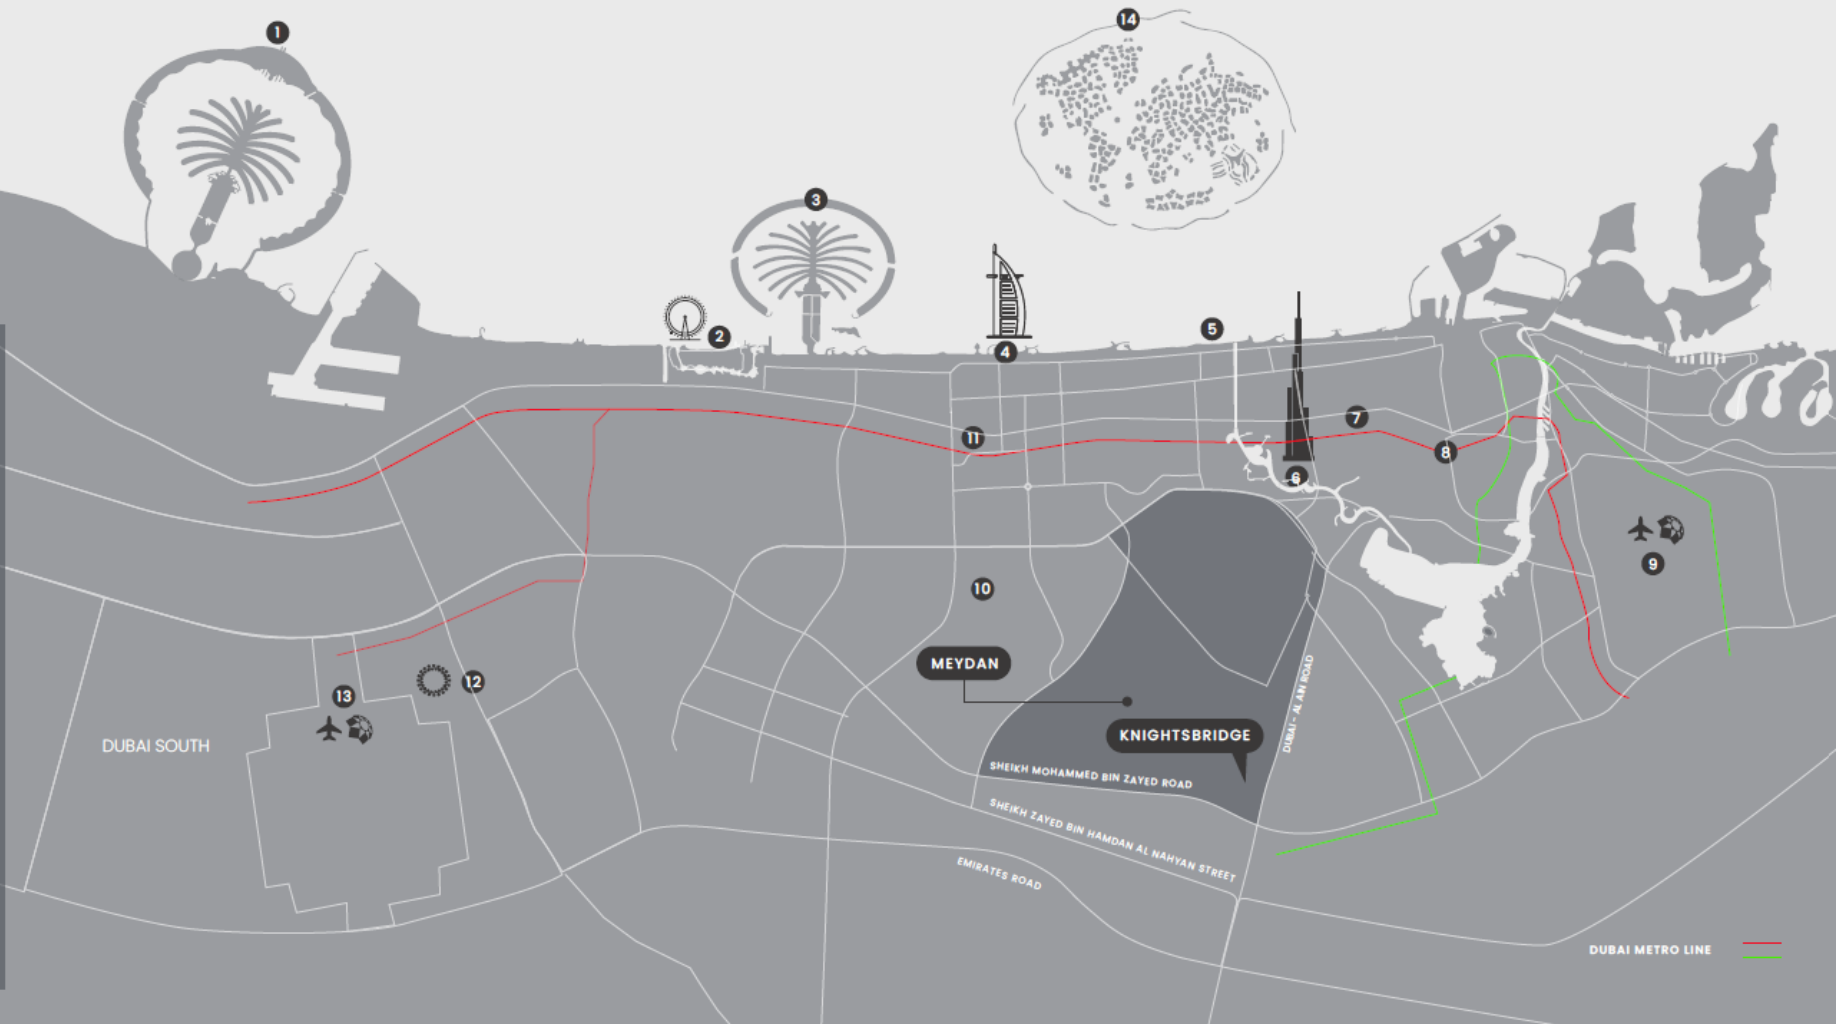 1
14
3
2
4
5
7
11
8
6
9
10
MEYDAN
12
13
KNIGHTSBRIDGE
DUBAI - AL AIN ROAD
DUBAI SOUTH
SHEIKH MOHAMMED BIN ZAYED ROAD
SHEIKH ZAYED BIN HAMDAN AL NAHYAN STREET
EMIRATES ROAD
DUBAI METRO LINE